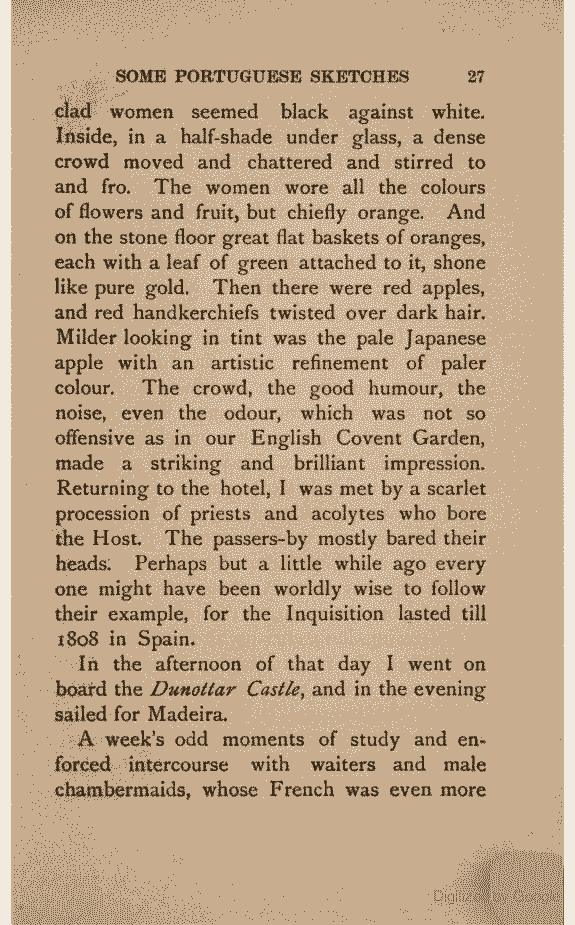 SOME PORTUGUESE SKETCHES 27
clad women seemed black against white.
Inside, in a half-shade under glass, a dense
crowd moved and chattered and stirred to
and fro. The women wore all the colours
of flowers and fruit, but chiefly orange. And
on the stone floor great flat baskets of oranges,
each with a leaf of green attached to it, shone
like pure gold. Then there were red apples,
and red handkerchiefs twisted over dark hair.
Milder looking in tint was the pale Japanese
apple with an artistic refinement of paler
colour. The crowd, the good humour, the
noise, even the odour, which was not so
offensive as in our English Covent Garden,
made a striking and brilliant impression.
Returning to the hotel, I was met by a scarlet
procession of priests and acolytes who bore
the Host. The passers-by mostly bared their
heads. Perhaps but a little while ago every
one might have been worldly wise to follow
their example, for the Inquisition lasted till
1808 in Spain.
In the afternoon of that day I went on
board the Dunottar Castle, and in the evening
sailed for Madeira.
A week's odd moments of study and en-
forced intercourse with waiters and male
chambermaids, whose French was even more
Digitized by Google